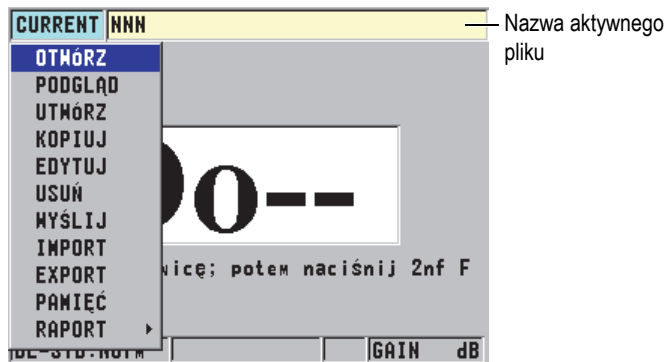 CURRENT NNN
Nazwa aktywnego
pliku
OTWóRZ
PODGLĄD
UTWóRZ
KOPIUJ
EDYTUJ
USUŃ
WYŚLIJ
IMPORT
EXPORT
PAMIĘĆ
RAPORT
Do--
potem naciśnij 2nf F
GAIN dB